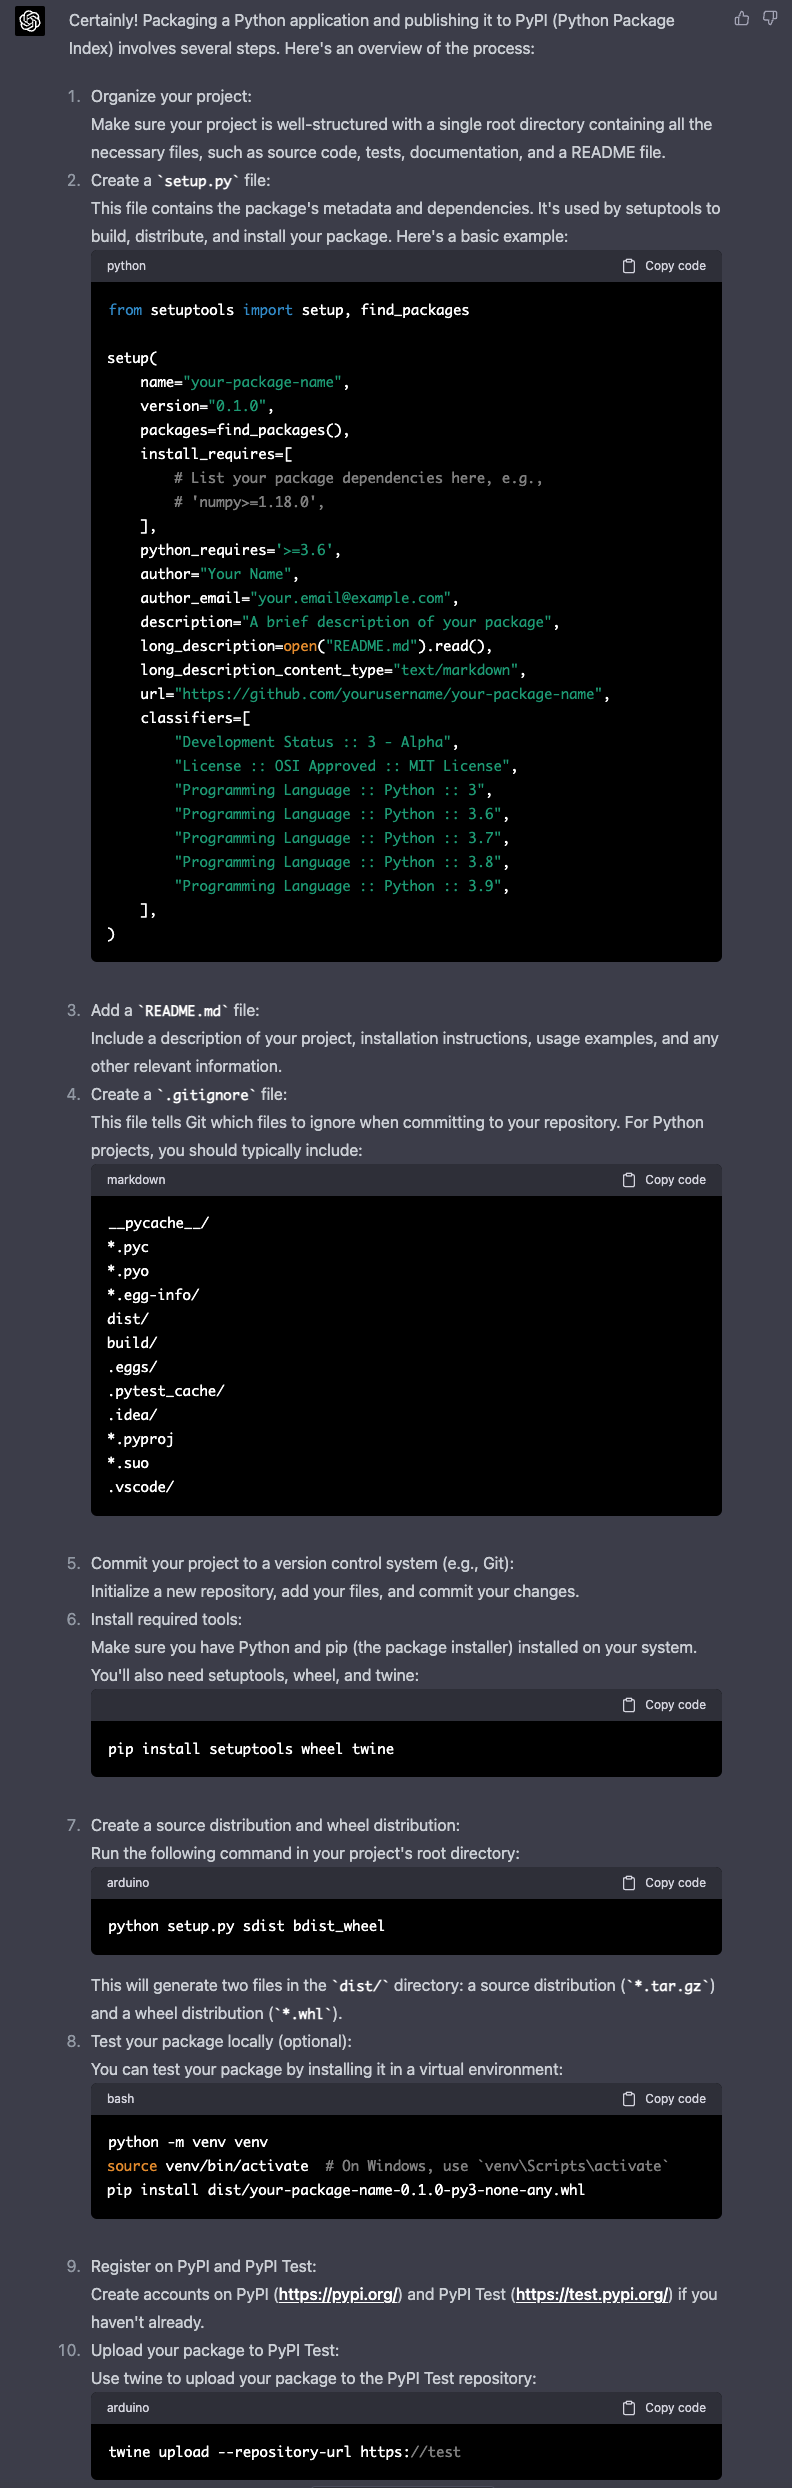 Certainly! Packaging a Python application and publishing it to PyPI (Python Package
Index) involves several steps. Here's an overview of the process:
1. Organize your project:
Make sure your project is well-structured with a single root directory containing all the
necessary files, such as source code, tests, documentation, and a README file.
2. Create a `setup.py` file:
This file contains the package's metadata and dependencies. It's used by setuptools to
build, distribute, and install your package. Here's a basic example:
python Copy code
from setuptools import setup, find_packages

setup(
    name="your-package-name",
    version="0.1.0",
    packages=find_packages(),
    install_requires=[
        # List your package dependencies here, e.g.,
        # 'numpy>=1.18.0',
    ],
    python_requires='>=3.6',
    author="Your Name",
    author_email="your.email@example.com",
    description="A brief description of your package",
    long_description=open("README.md").read(),
    long_description_content_type="text/markdown",
    url="https://github.com/yourusername/your-package-name",
    classifiers=[
        "Development Status :: 3 - Alpha",
        "License :: OSI Approved :: MIT License",
        "Programming Language :: Python :: 3",
        "Programming Language :: Python :: 3.6",
        "Programming Language :: Python :: 3.7",
        "Programming Language :: Python :: 3.8",
        "Programming Language :: Python :: 3.9",
    ],
)
3. Add a `README.md` file:
Include a description of your project, installation instructions, usage examples, and any
other relevant information.
4. Create a `.gitignore` file:
This file tells Git which files to ignore when committing to your repository. For Python
projects, you should typically include:
markdown Copy code
__pycache__/
*.pyc
*.pyo
*.egg-info/
dist/
build/
.eggs/
.pytest_cache/
.idea/
*.pyproj
*.suo
.vscode/
5. Commit your project to a version control system (e.g., Git):
Initialize a new repository, add your files, and commit your changes.
6. Install required tools:
Make sure you have Python and pip (the package installer) installed on your system.
You'll also need setuptools, wheel, and twine:
Copy code
pip install setuptools wheel twine
7. Create a source distribution and wheel distribution:
Run the following command in your project's root directory:
arduino Copy code
python setup.py sdist bdist_wheel
This will generate two files in the `dist/` directory: a source distribution (`*.tar.gz`)
and a wheel distribution (`*.whl`).
8. Test your package locally (optional):
You can test your package by installing it in a virtual environment:
bash Copy code
python -m venv venv
source venv/bin/activate  # On Windows, use `venv\Scripts\activate`
pip install dist/your-package-name-0.1.0-py3-none-any.whl
9. Register on PyPI and PyPI Test:
Create accounts on PyPI (https://pypi.org/) and PyPI Test (https://test.pypi.org/) if you
haven't already.
10. Upload your package to PyPI Test:
Use twine to upload your package to the PyPI Test repository:
arduino Copy code
twine upload --repository-url https://test